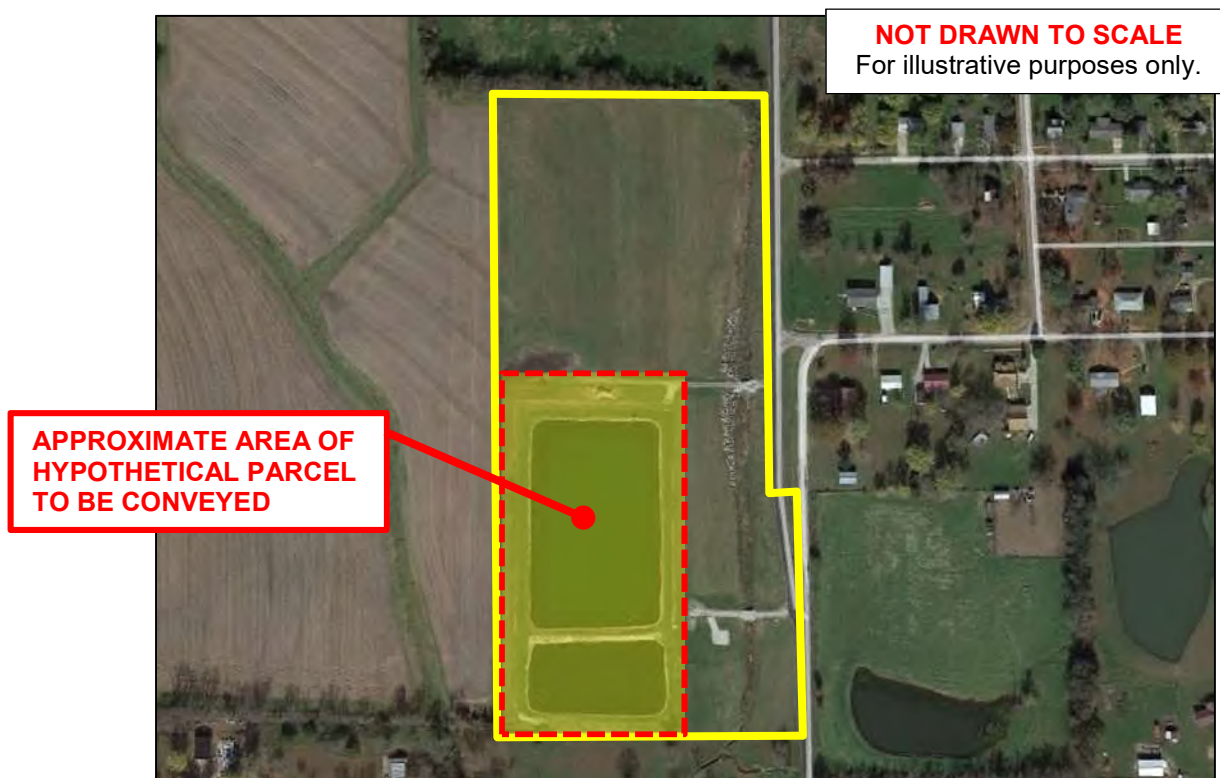 NOT DRAWN TO SCALE
For illustrative purposes only.
APPROXIMATE AREA OF
HYPOTHETICAL PARCEL
TO BE CONVEYED